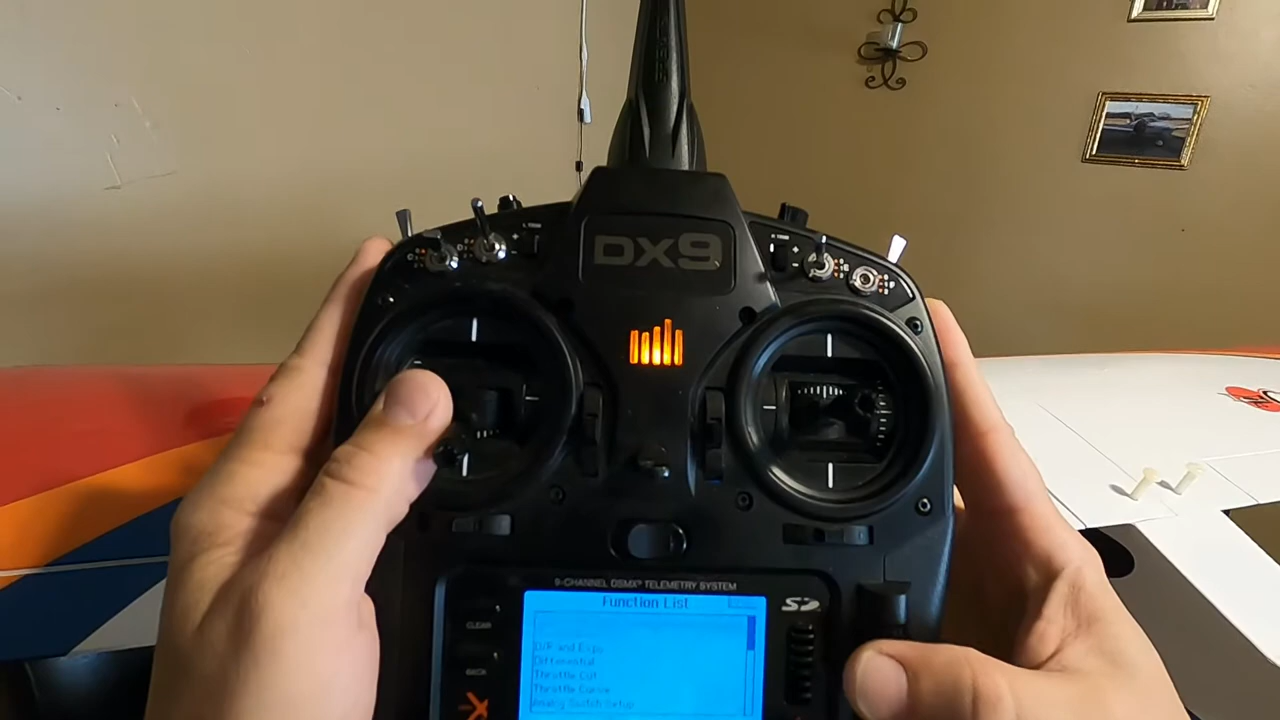 DX9
9-CHANNEL DSMX® TELEMETRY SYSTEM
Function List
CLEAR
BACK
D/R and Expo
Differential
Throttle Cut
Throttle Curve
Analog Switch Setup